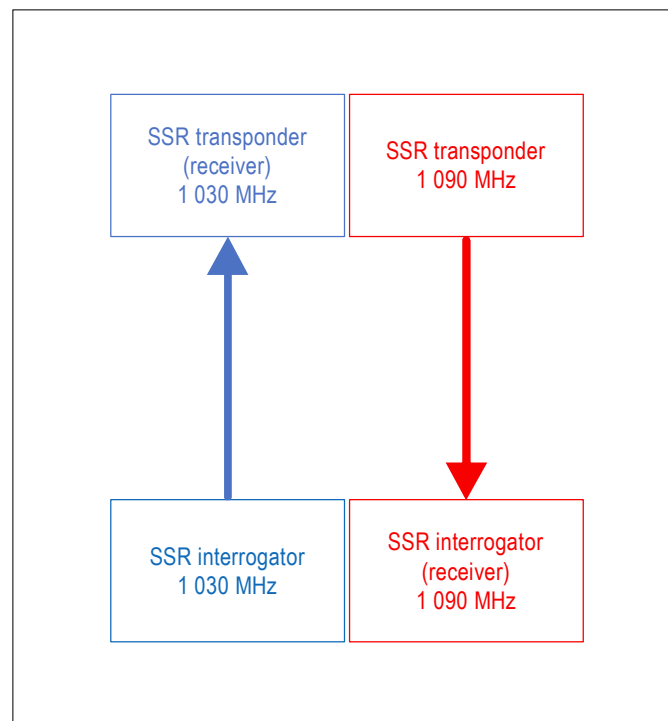 SSR transponder
(receiver)
1 030 MHz
SSR transponder
1 090 MHz
SSR interrogator
1 030 MHz
SSR interrogator
(receiver)
1 090 MHz